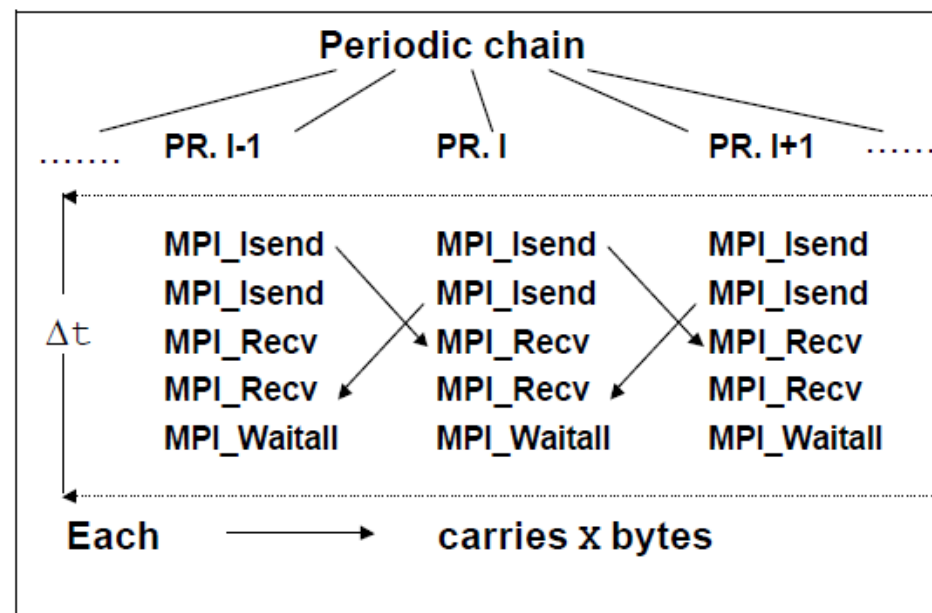 Periodic chain
....... PR. I-1 PR. I PR. I+1 ......
MPI_Isend MPI_Isend MPI_Isend
MPI_Isend MPI_Isend MPI_Isend
Δt MPI_Recv MPI_Recv MPI_Recv
MPI_Recv MPI_Recv MPI_Recv
MPI_Waitall MPI_Waitall MPI_Waitall
Each carries X bytes